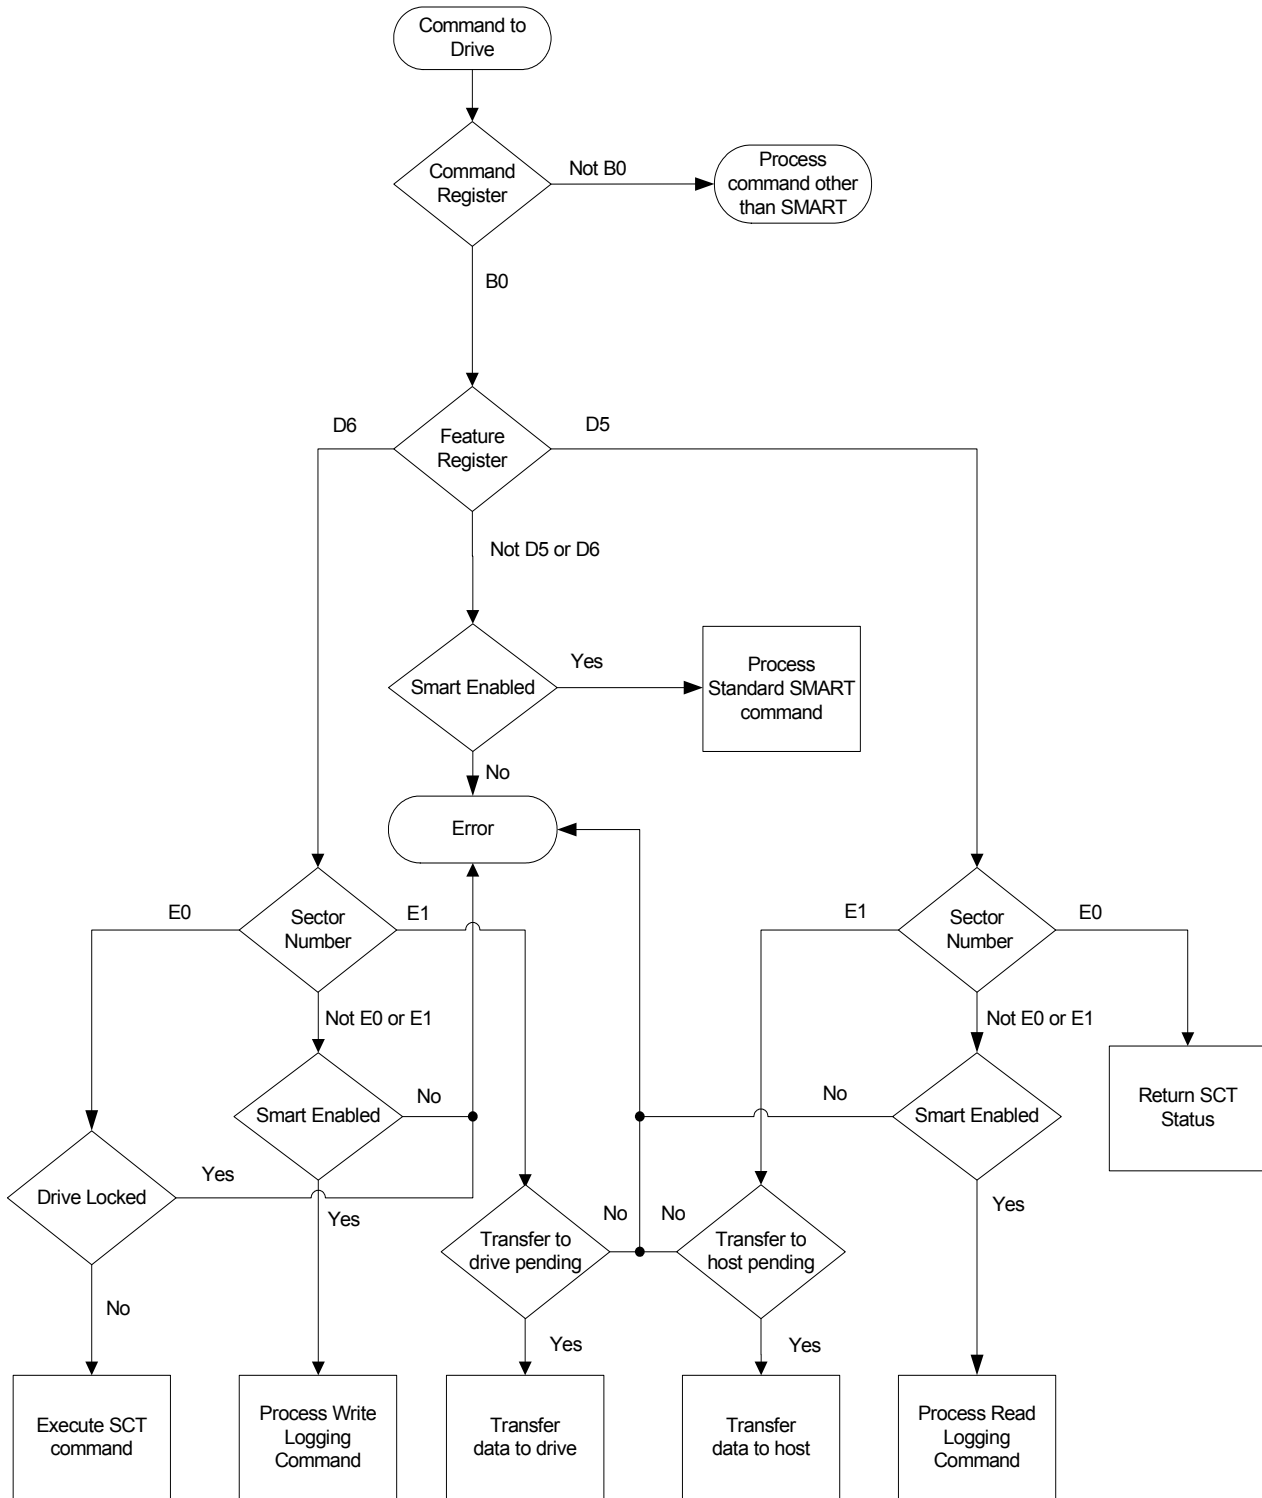 Command to
Drive
Command
Register
Not B0
Process
command other
than SMART
B0
D6
Feature
Register
D5
Not D5 or D6
Smart Enabled
Yes
Process
Standard SMART
command
No
Error
E0
Sector
Number
E1
E1
Sector
Number
E0
Not E0 or E1
Not E0 or E1
Smart Enabled
No
No
Smart Enabled
Return SCT
Status
Drive Locked
Yes
Yes
No
No
Yes
Transfer to
drive pending
Transfer to
host pending
No
Yes
Yes
Execute SCT
command
Process Write
Logging
Command
Transfer
data to drive
Transfer
data to host
Process Read
Logging
Command